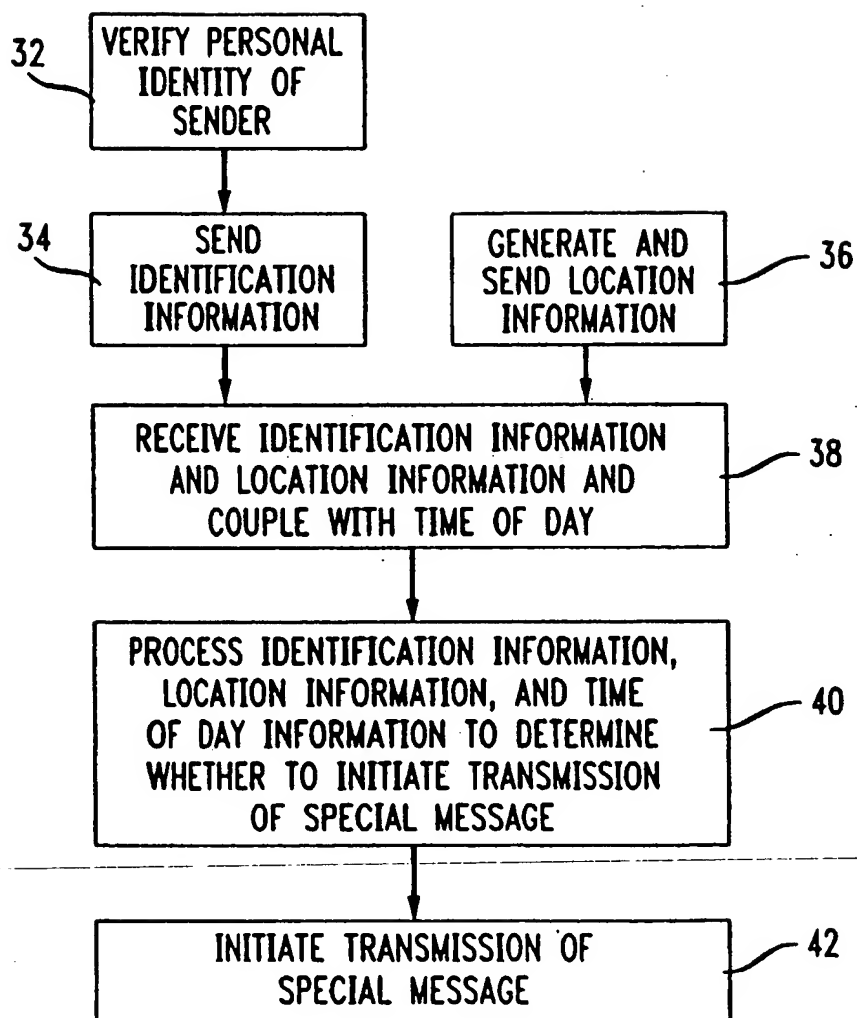 32
VERIFY PERSONAL
IDENTITY OF
SENDER
34
SEND
IDENTIFICATION
INFORMATION
GENERATE AND
SEND LOCATION
INFORMATION
36
RECEIVE IDENTIFICATION INFORMATION
AND LOCATION INFORMATION AND
COUPLE WITH TIME OF DAY
38
PROCESS IDENTIFICATION INFORMATION,
LOCATION INFORMATION, AND TIME
OF DAY INFORMATION TO DETERMINE
WHETHER TO INITIATE TRANSMISSION
OF SPECIAL MESSAGE
40
INITIATE TRANSMISSION OF
SPECIAL MESSAGE
42